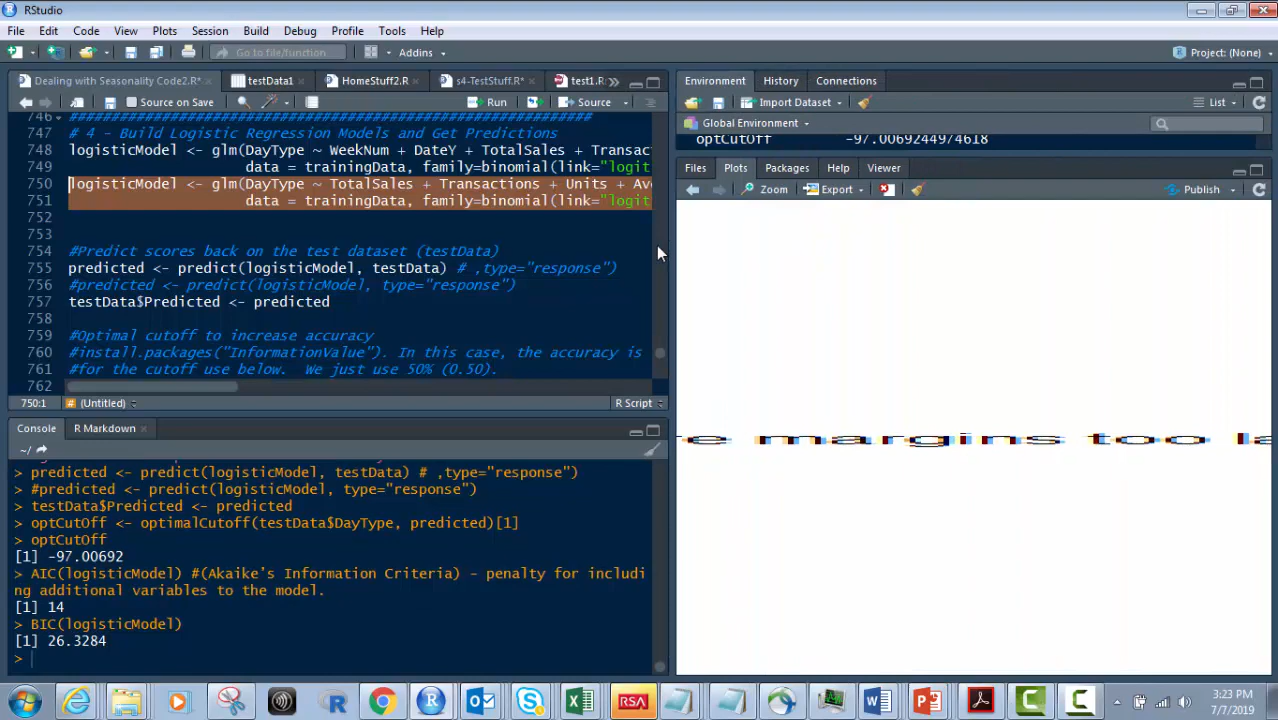 RStudio
File Edit Code View Plots Session Build Debug Profile Tools Help
Go to file/function Addins Project: (None)
Dealing with Seasonality Code2.R* testData1 HomeStuff2.R s4-TestStuff.R* test1.R
Source on Save Run Source
746 ##############################################################
747 # 4 - Build Logistic Regression Models and Get Predictions
748 logisticModel <- glm(DayType ~ WeekNum + DateY + TotalSales + Transac
749 data = trainingData, family=binomial(link="logit
750 logisticModel <- glm(DayType ~ TotalSales + Transactions + Units + Av
751 data = trainingData, family=binomial(link="logit
752
753
754 #Predict scores back on the test dataset (testData)
755 predicted <- predict(logisticModel, testData) # ,type="response")
756 #predicted <- predict(logisticModel, type="response")
757 testData$Predicted <- predicted
758
759 #Optimal cutoff to increase accuracy
760 #install.packages("InformationValue"). In this case, the accuracy is
761 #for the cutoff use below. We just use 50% (0.50).
762
750:1 # (Untitled) R Script
Console R Markdown
~/
> predicted <- predict(logisticModel, testData) # ,type="response")
> #predicted <- predict(logisticModel, type="response")
> testData$Predicted <- predicted
> optCutOff <- optimalCutoff(testData$DayType, predicted)[1]
> optCutOff
[1] -97.00692
> AIC(logisticModel) #(Akaike's Information Criteria) - penalty for includi
ng additional variables to the model.
[1] 14
> BIC(logisticModel)
[1] 26.3284
>
Environment History Connections
Import Dataset List
Global Environment
optCutOff -97.0069244974618
Files Plots Packages Help Viewer
Zoom Export Publish
RSA
3:23 PM
7/7/2019